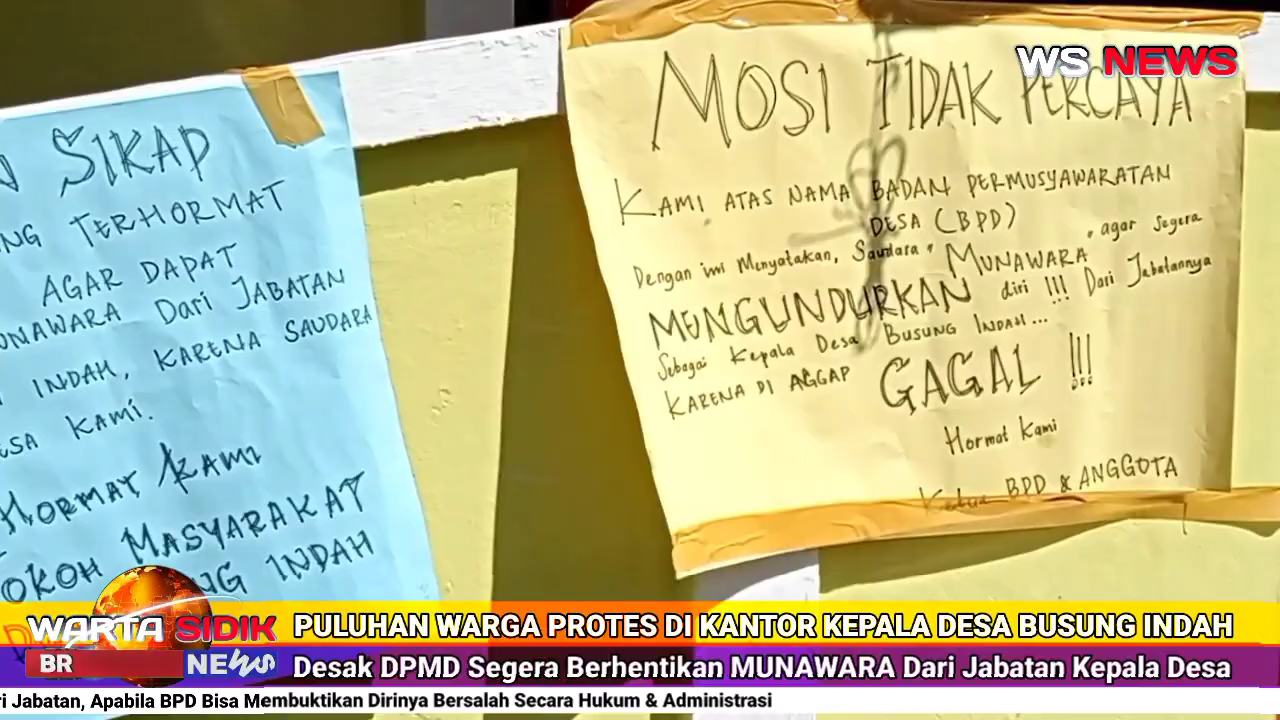 N SIKAP
NG TERHORMAT
AGAR DAPAT
UNAWARA DARI JABATAN
INDAH, KARENA SAUDARA
ESA KAMI.
HORMAT KAMI
TOKOH MASYARAKAT
NG INDAH
MOSI TIDAK PERCAYA
KAMI ATAS NAMA BADAN PERMUSYAWARATAN
DESA (BPD)
Dengan ini Menyatakan, Saudara " MUNAWARA " agar segera
MENGUNDURKAN diri !!! Dari Jabatannya
Sebagai Kepala Desa BUSUNG INDAH...
KARENA DI AGGAP GAGAL !!!
Hormat Kami
Ketua BPD & ANGGOTA
WS NEWS
WARTA SIDIK
BR NEWS
PULUHAN WARGA PROTES DI KANTOR KEPALA DESA BUSUNG INDAH
Desak DPMD Segera Berhentikan MUNAWARA Dari Jabatan Kepala Desa
ri Jabatan, Apabila BPD Bisa Membuktikan Dirinya Bersalah Secara Hukum & Administrasi